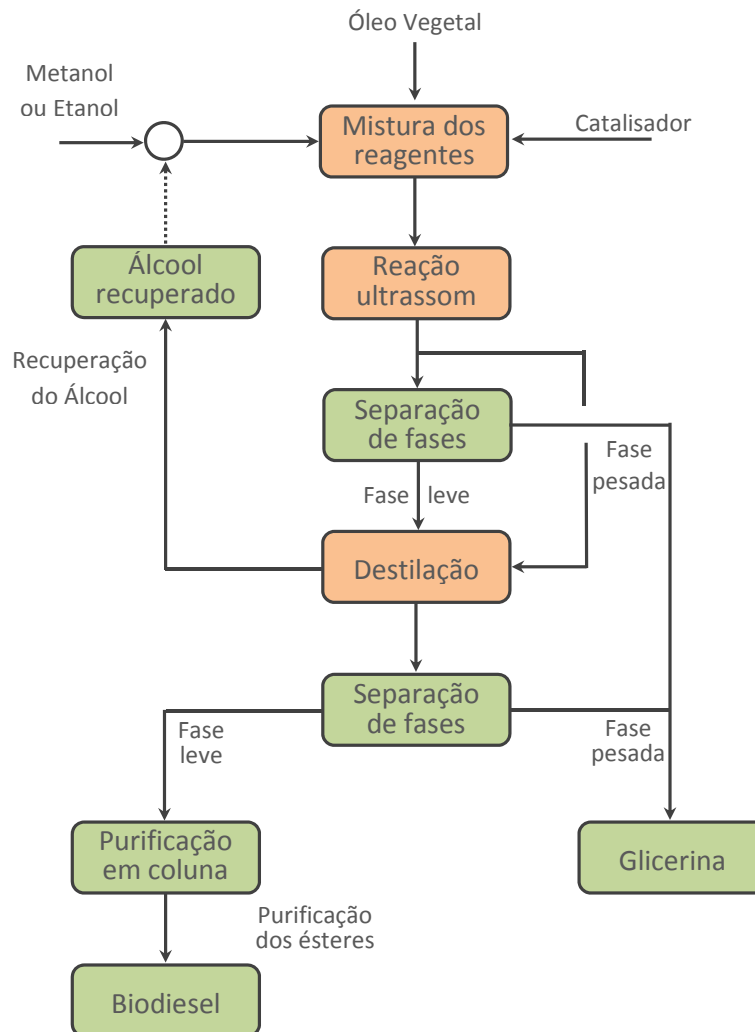 Óleo Vegetal
Metanol
ou Etanol
Mistura dos
reagentes
Catalisador
Álcool
recuperado
Reação
ultrassom
Recuperação
do Álcool
Separação
de fases
Fase
pesada
Fase leve
Destilação
Separação
de fases
Fase
leve
Fase
pesada
Purificação
em coluna
Glicerina
Purificação
dos ésteres
Biodiesel